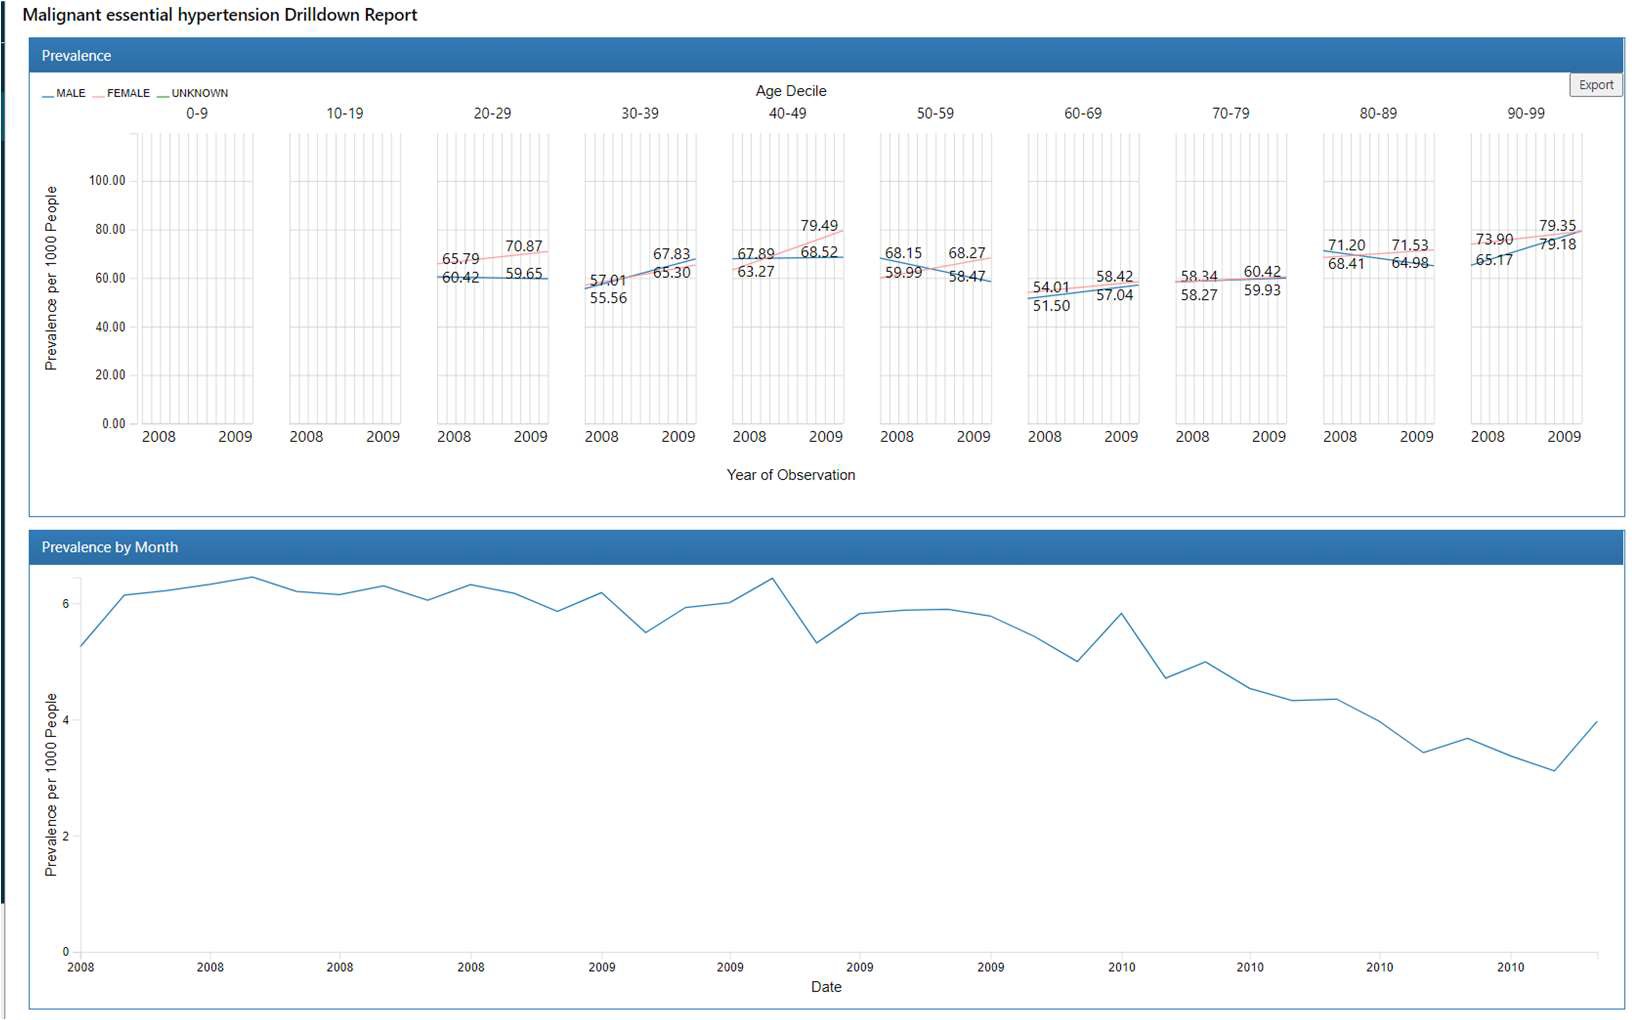 Malignant essential hypertension Drilldown Report
Prevalence
Export
MALE FEMALE UNKNOWN
Age Decile
0-9 10-19 20-29 30-39 40-49 50-59 60-69 70-79 80-89 90-99
Prevalence per 1000 People
100.00
80.00
60.00
40.00
20.00
0.00
65.79 70.87
60.42 59.65
57.01 67.83
55.56 65.30
67.89 79.49
63.27 68.52
68.15 68.27
59.99 58.47
54.01 58.42
51.50 57.04
58.34 60.42
58.27 59.93
71.20 71.53
68.41 64.98
73.90 79.35
65.17 79.18
2008 2009 2008 2009 2008 2009 2008 2009 2008 2009 2008 2009 2008 2009 2008 2009 2008 2009 2008 2009
Year of Observation
Prevalence by Month
Prevalence per 1000 People
6
4
2
0
2008 2008 2008 2008 2009 2009 2009 2009 2010 2010 2010 2010
Date